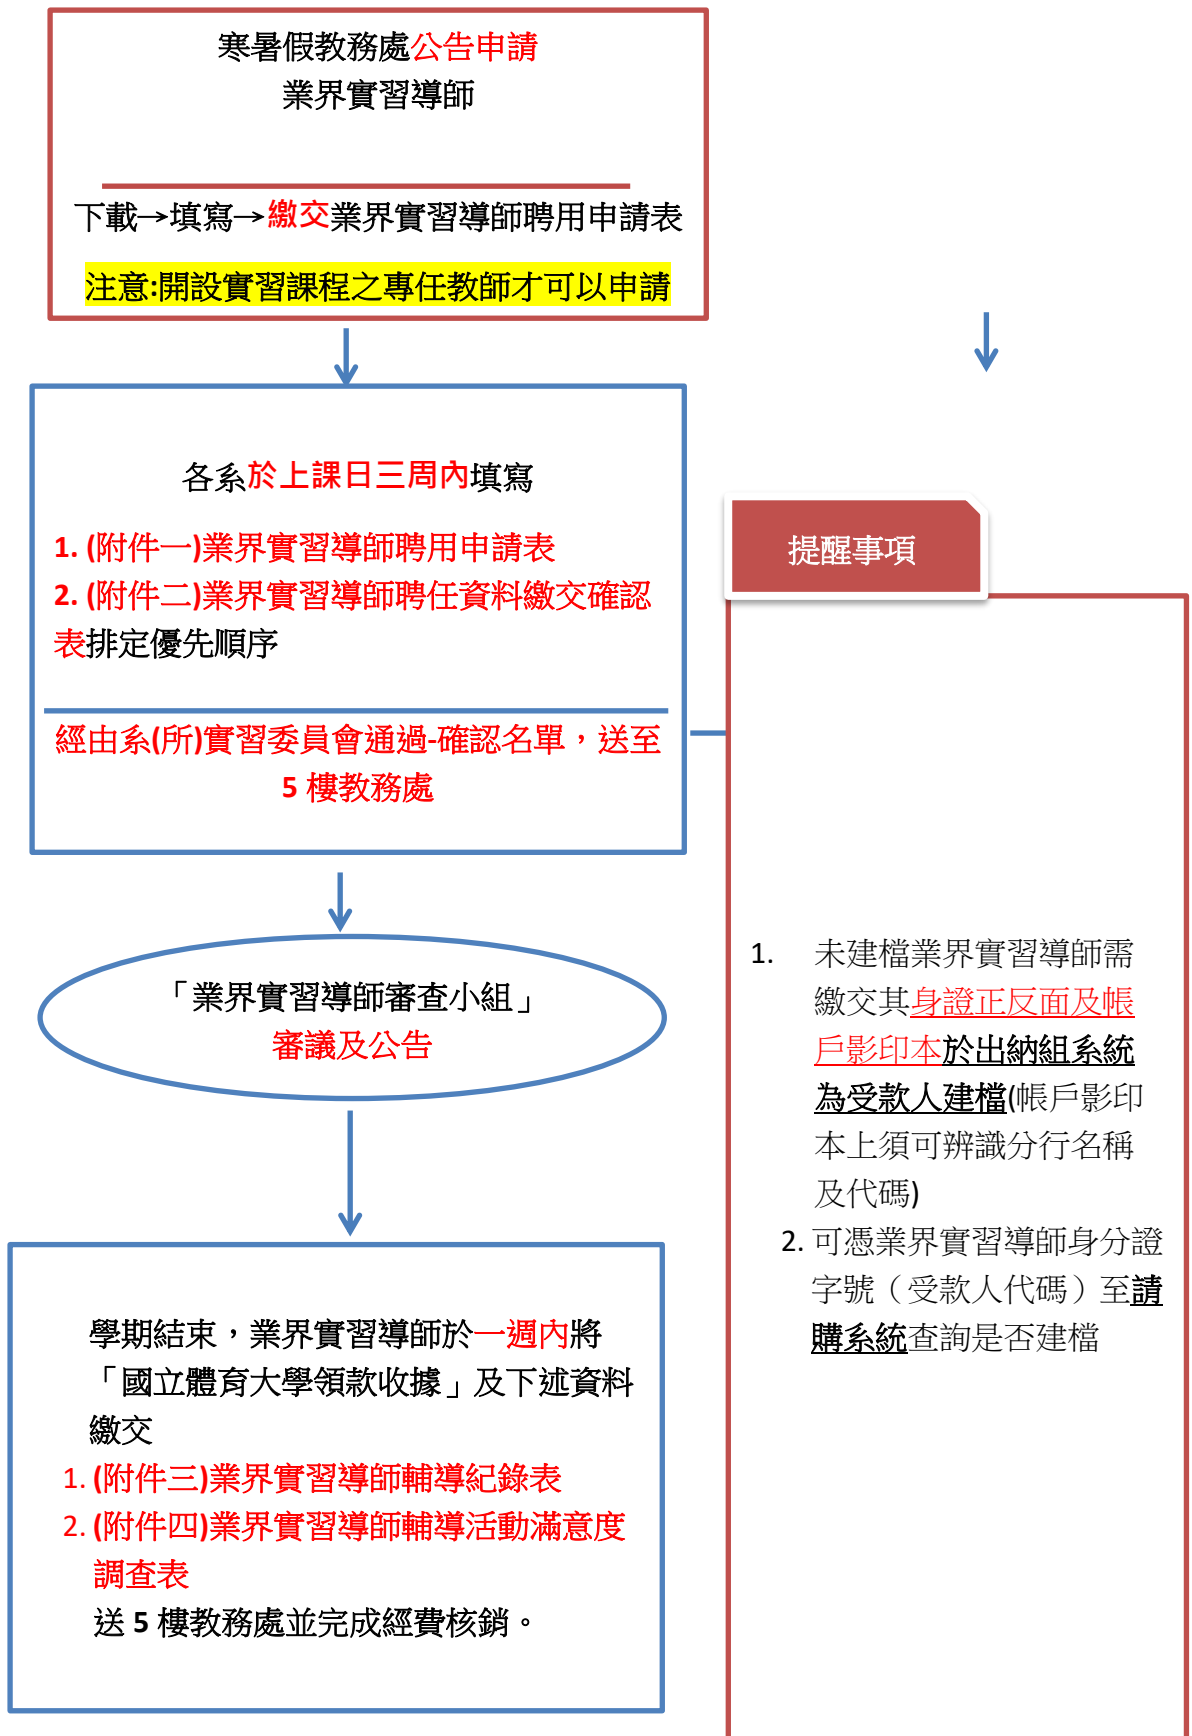 寒暑假教務處公告申請
業界實習導師
下載→填寫→繳交業界實習導師聘用申請表
注意:開設實習課程之專任教師才可以申請
各系於上課日三周內填寫
1. (附件一)業界實習導師聘用申請表
2. (附件二)業界實習導師聘任資料繳交確認
表排定優先順序
經由系(所)實習委員會通過-確認名單，送至
5 樓教務處
「業界實習導師審查小組」
審議及公告
學期結束，業界實習導師於一週內將
「國立體育大學領款收據」及下述資料
繳交
1. (附件三)業界實習導師輔導紀錄表
2. (附件四)業界實習導師輔導活動滿意度
調查表
送 5 樓教務處並完成經費核銷。
提醒事項
1. 未建檔業界實習導師需
繳交其身證正反面及帳
戶影印本於出納組系統
為受款人建檔(帳戶影印
本上須可辨識分行名稱
及代碼)
2. 可憑業界實習導師身分證
字號（受款人代碼）至請
購系統查詢是否建檔